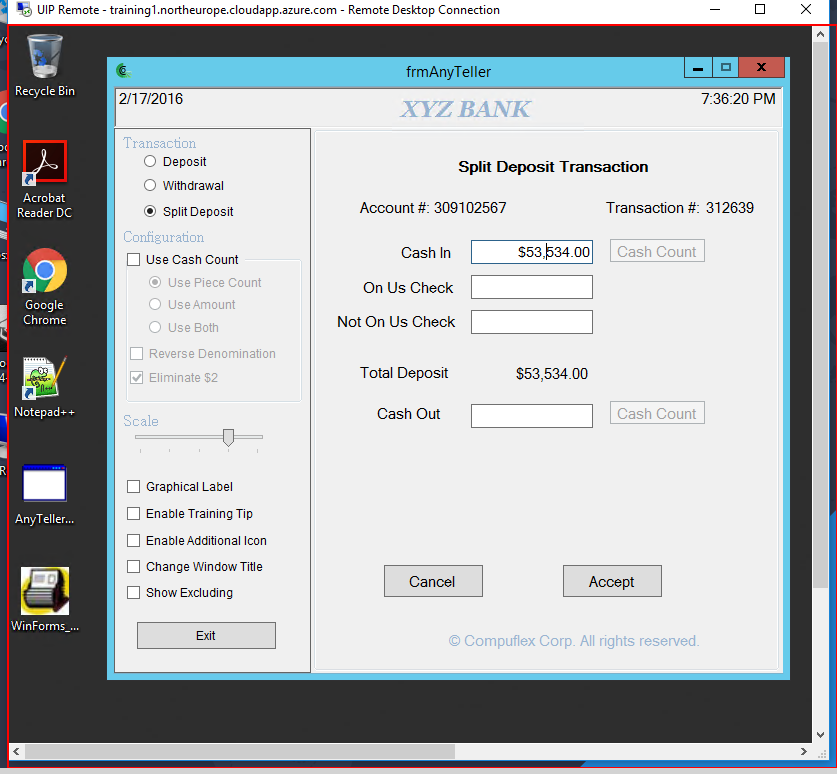 UIP Remote - training1.northeurope.cloudapp.azure.com - Remote Desktop Connection
Recycle Bin
Acrobat
Reader DC
Google
Chrome
Notepad++
AnyTeller...
WinForms_...
frmAnyTeller
2/17/2016
XYZ BANK
7:36:20 PM
Transaction
Deposit
Withdrawal
Split Deposit
Configuration
Use Cash Count
Use Piece Count
Use Amount
Use Both
Reverse Denomination
Eliminate $2
Scale
Graphical Label
Enable Training Tip
Enable Additional Icon
Change Window Title
Show Excluding
Exit
Split Deposit Transaction
Account #: 309102567 Transaction #: 312639
Cash In $53,534.00 Cash Count
On Us Check
Not On Us Check
Total Deposit $53,534.00
Cash Out Cash Count
Cancel Accept
© Compuflex Corp. All rights reserved.